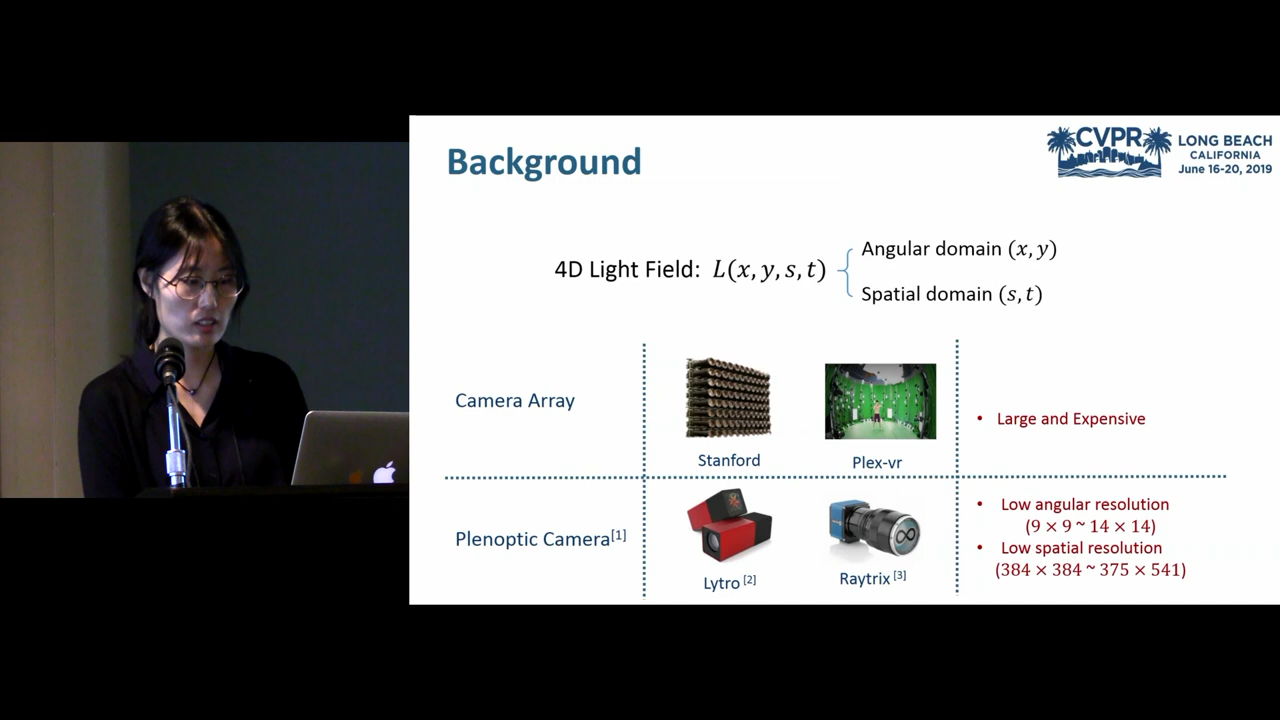 Background
CVPR
LONG BEACH
CALIFORNIA
June 16-20, 2019
4D Light Field: L(x, y, s, t)
Angular domain (x, y)
Spatial domain (s, t)
Camera Array
Stanford
Plex-vr
• Large and Expensive
Plenoptic Camera[1]
Lytro [2]
Raytrix [3]
• Low angular resolution
(9 × 9 ~ 14 × 14)
• Low spatial resolution
(384 × 384 ~ 375 × 541)